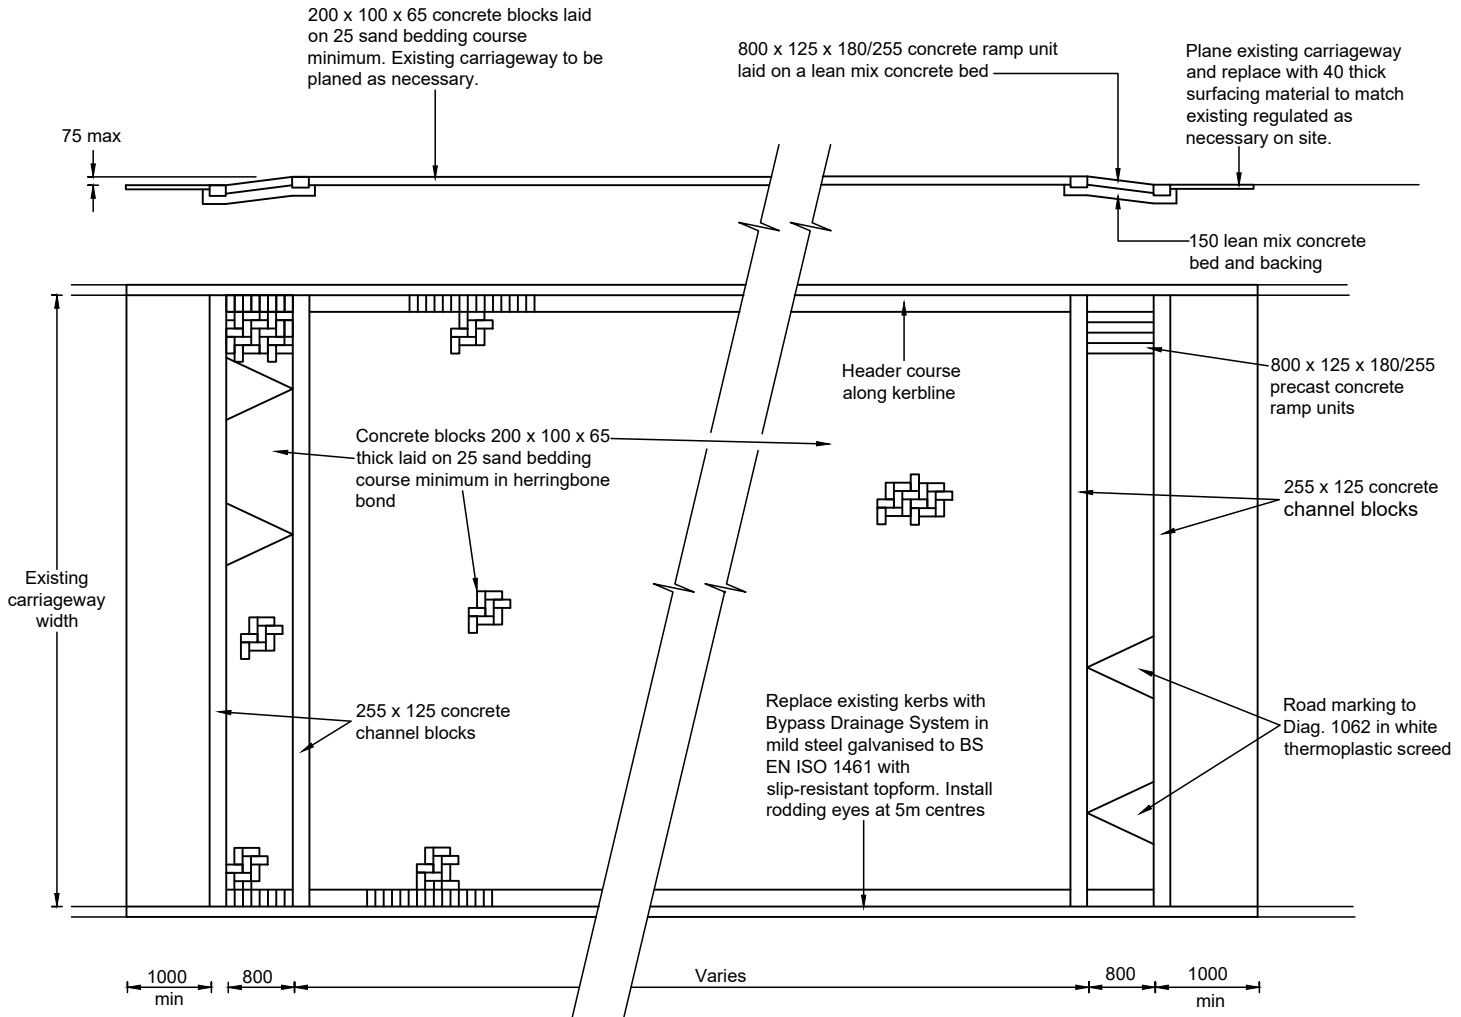 200 x 100 x 65 concrete blocks laid
on 25 sand bedding course
minimum. Existing carriageway to be
planed as necessary.
800 x 125 x 180/255 concrete ramp unit
laid on a lean mix concrete bed
Plane existing carriageway
and replace with 40 thick
surfacing material to match
existing regulated as
necessary on site.
75 max
150 lean mix concrete
bed and backing
Header course
along kerbline
800 x 125 x 180/255
precast concrete
ramp units
Concrete blocks 200 x 100 x 65
thick laid on 25 sand bedding
course minimum in herringbone
bond
255 x 125 concrete
channel blocks
Existing
carriageway
width
255 x 125 concrete
channel blocks
Replace existing kerbs with
Bypass Drainage System in
mild steel galvanised to BS
EN ISO 1461 with
slip-resistant topform. Install
rodding eyes at 5m centres
Road marking to
Diag. 1062 in white
thermoplastic screed
1000
min
800
Varies
800
1000
min